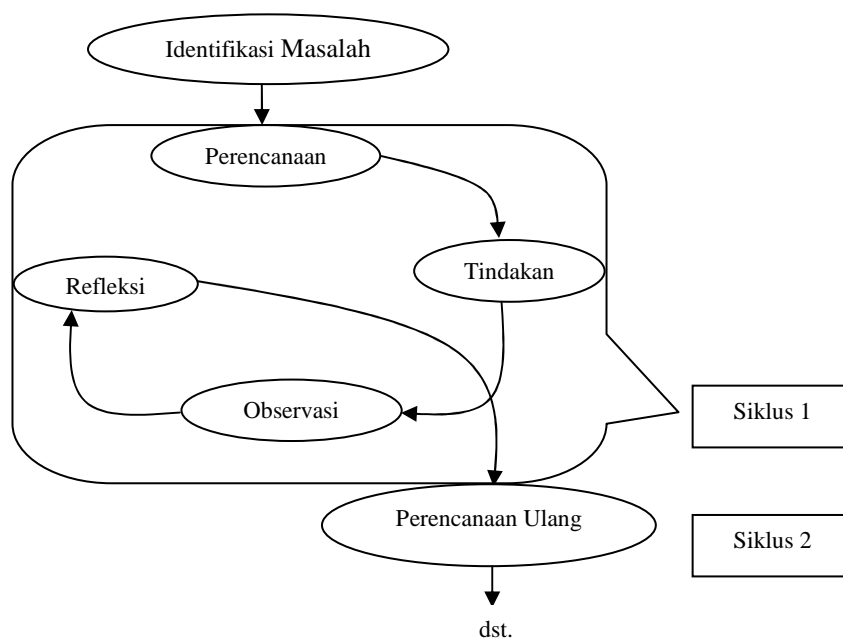 Identifikasi Masalah
Perencanaan
Tindakan
Refleksi
Observasi
Siklus 1
Perencanaan Ulang
Siklus 2
dst.